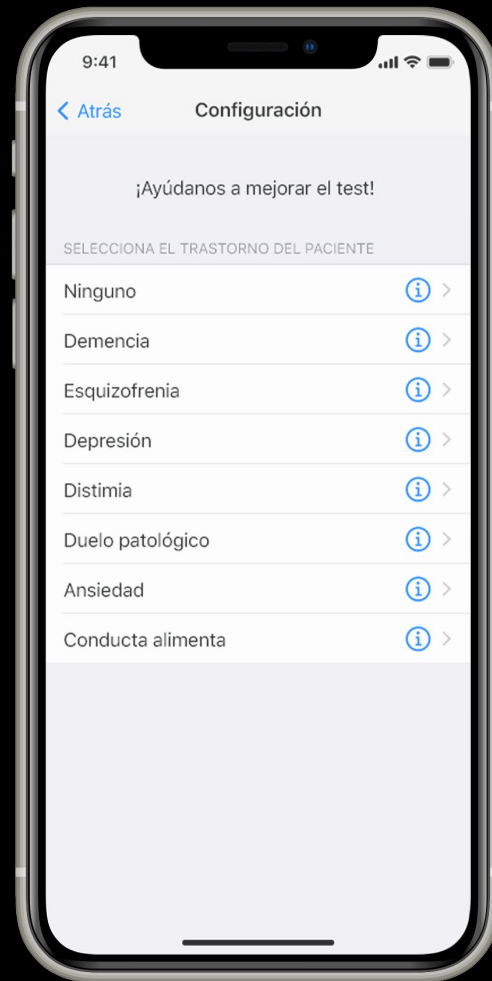 9:41
Atrás
Configuración
¡Ayúdanos a mejorar el test!
SELECCIONA EL TRASTORNO DEL PACIENTE
Ninguno
Demencia
Esquizofrenia
Depresión
Distimia
Duelo patológico
Ansiedad
Conducta alimenta